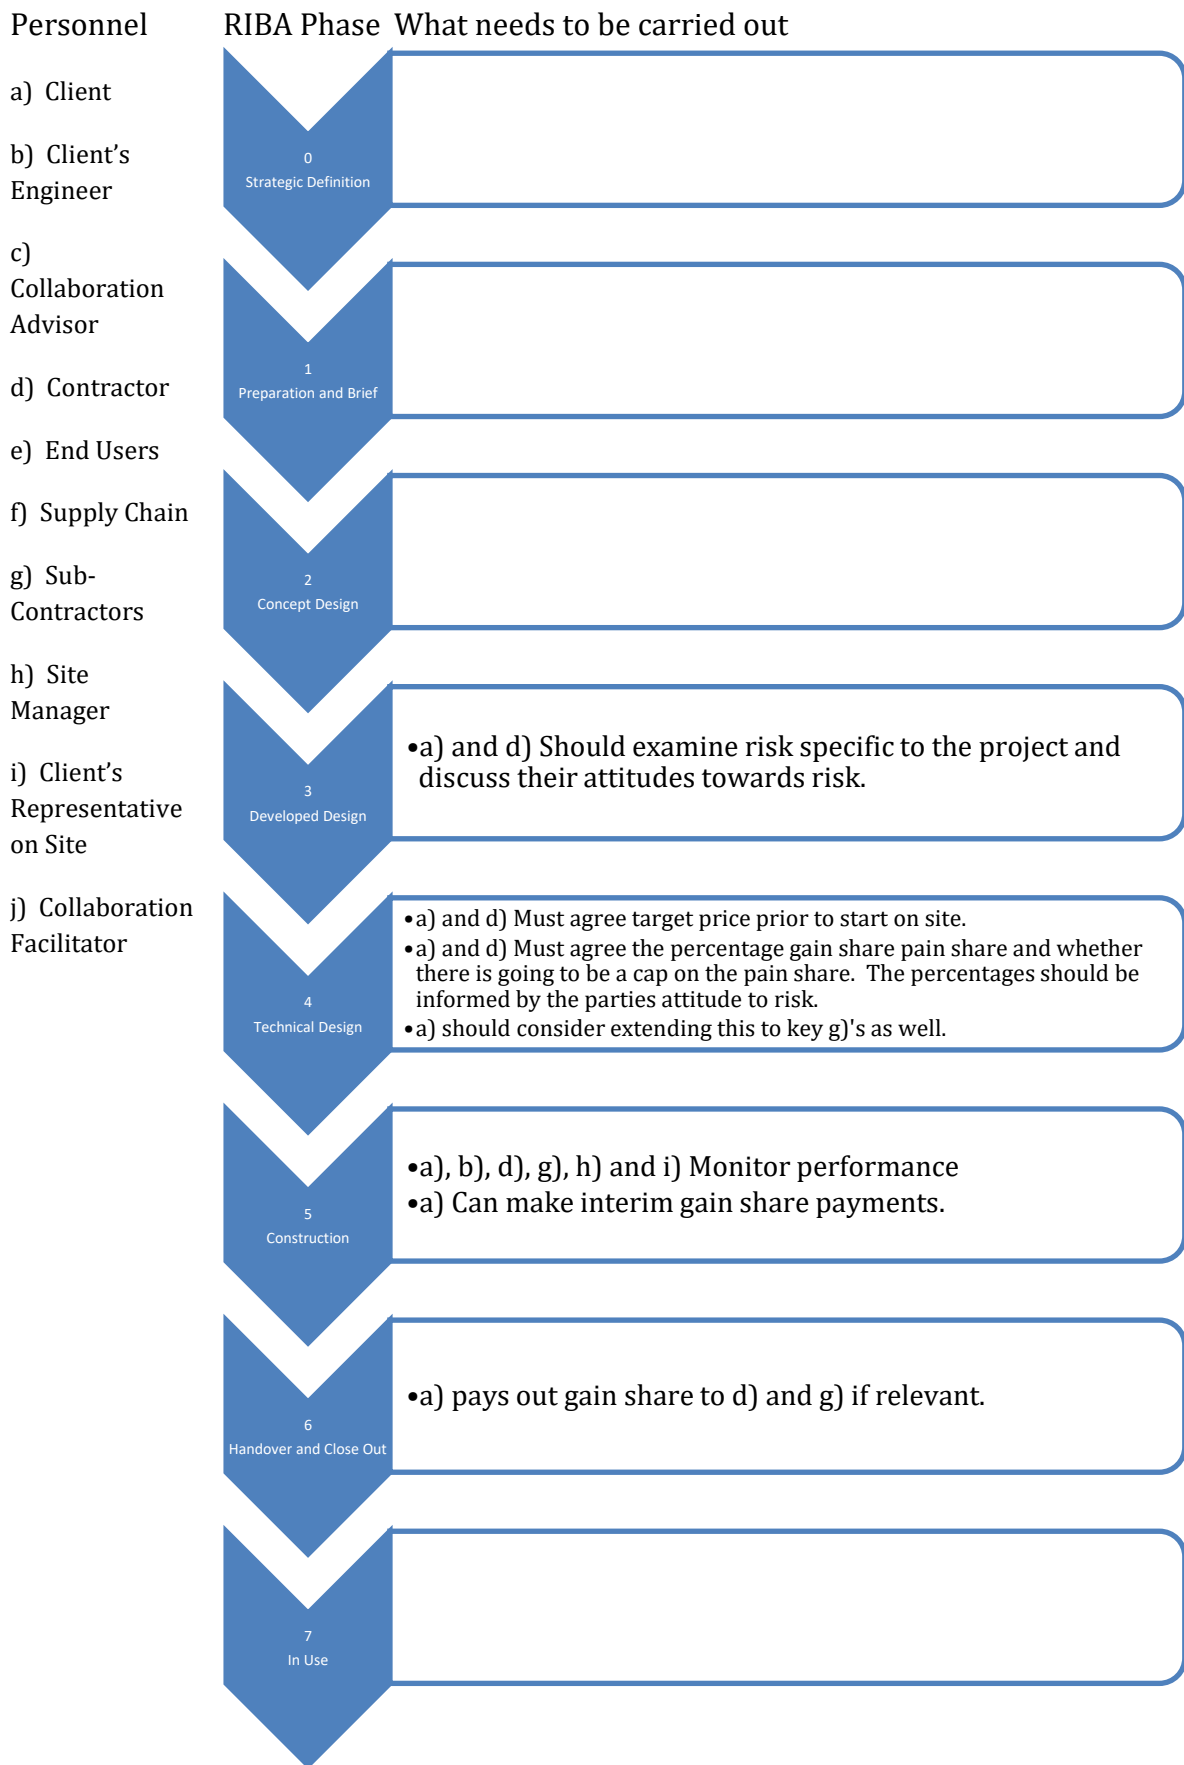 Personnel
RIBA Phase
What needs to be carried out
a) Client
b) Client’s
Engineer
c)
Collaboration
Advisor
d) Contractor
e) End Users
f) Supply Chain
g) Sub-
Contractors
h) Site
Manager
i) Client’s
Representative
on Site
j) Collaboration
Facilitator
0
Strategic Definition
1
Preparation and Brief
2
Concept Design
3
Developed Design
•a) and d) Should examine risk specific to the project and
discuss their attitudes towards risk.
4
Technical Design
•a) and d) Must agree target price prior to start on site.
•a) and d) Must agree the percentage gain share pain share and whether
there is going to be a cap on the pain share.  The percentages should be
informed by the parties attitude to risk.
•a) should consider extending this to key g)'s as well.
5
Construction
•a), b), d), g), h) and i) Monitor performance
•a) Can make interim gain share payments.
6
Handover and Close Out
•a) pays out gain share to d) and g) if relevant.
7
In Use